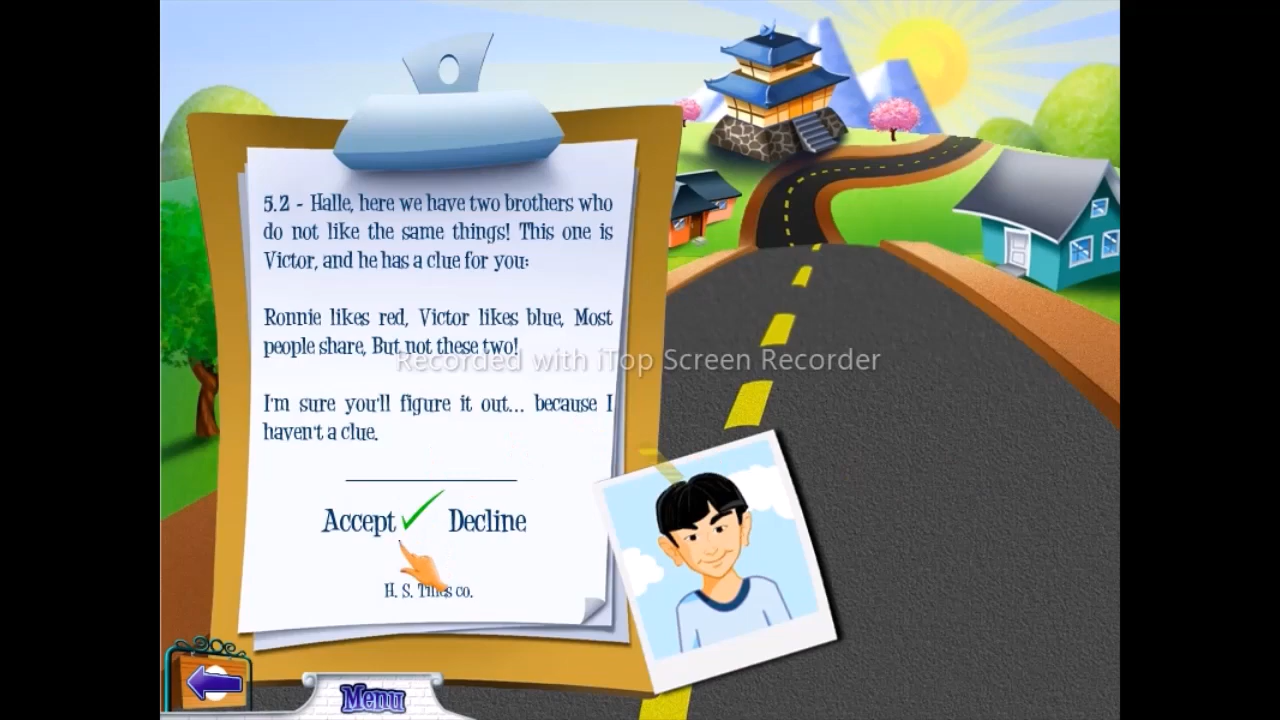 5.2 - Halle, here we have two brothers who
do not like the same things! This one is
Victor, and he has a clue for you:
Ronnie likes red, Victor likes blue, Most
people share, But not these two!
Recorded with iTop Screen Recorder
I'm sure you'll figure it out... because I
haven't a clue.
Accept Decline
H. S. co.
Menu